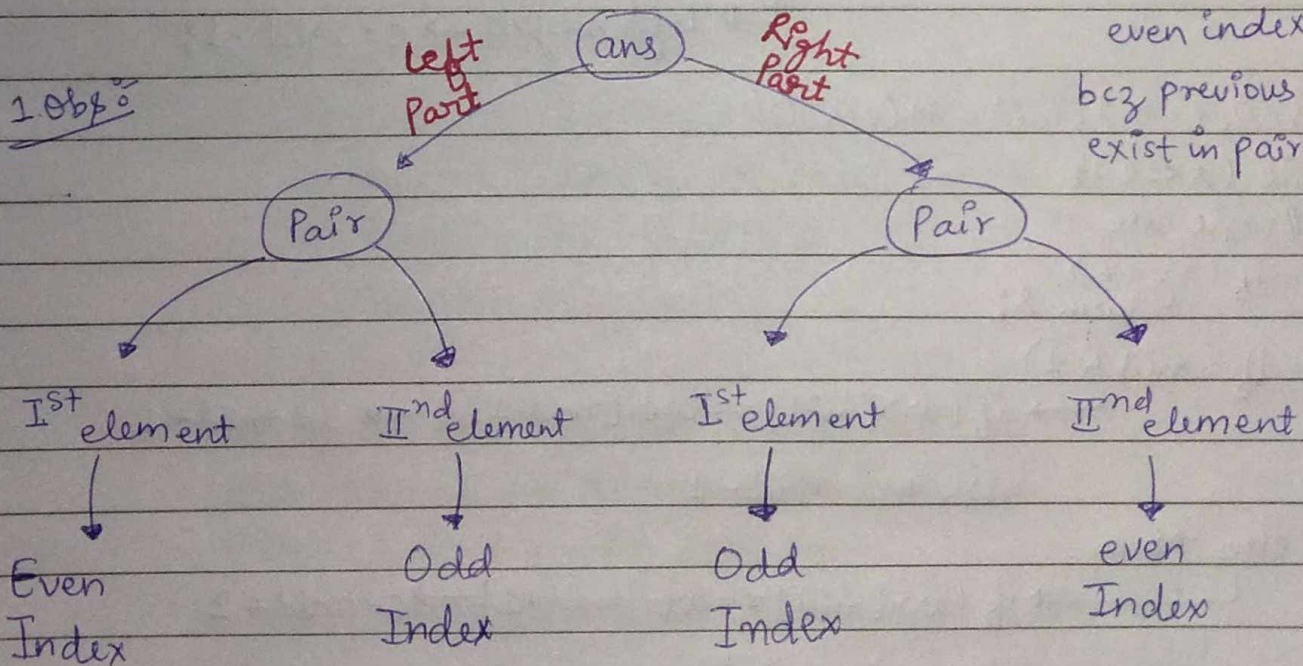 even index
bcz previous
exist in pair
1. Obs:
ans
Left
Part
Right
Part
Pair
Pair
Ist element
IInd element
Ist element
IInd element
Even
Index
Odd
Index
Odd
Index
even
Index